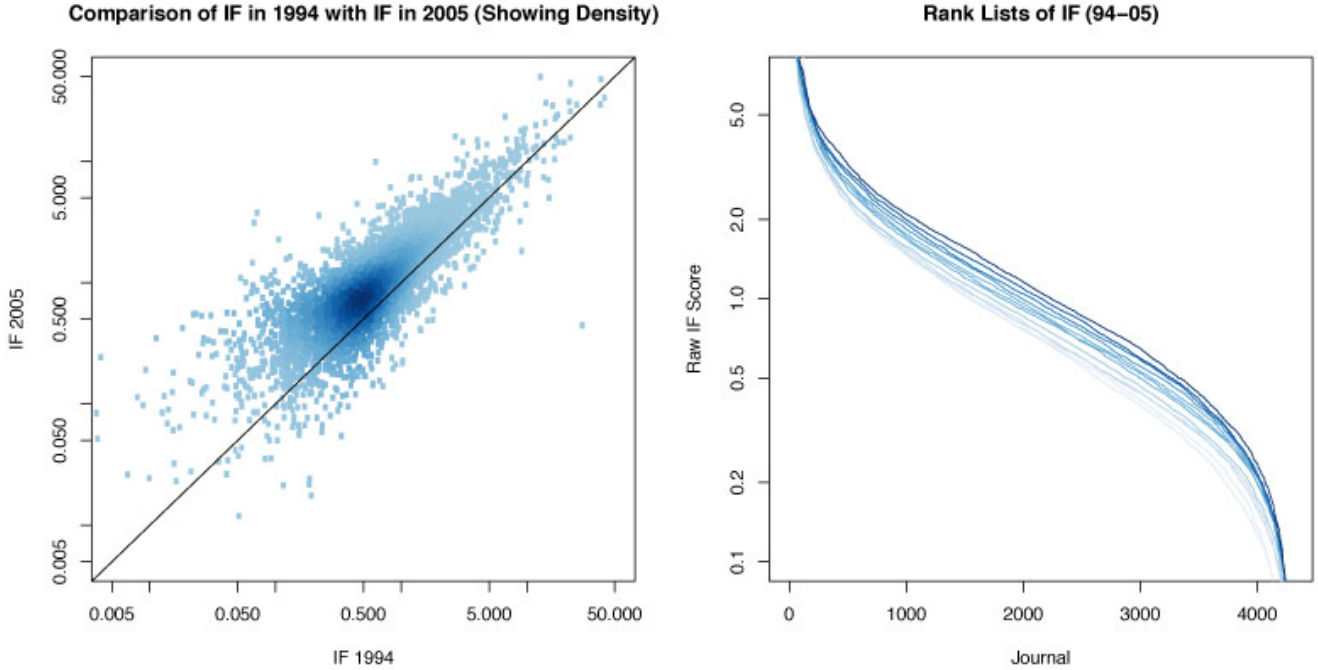 Comparison of IF in 1994 with IF in 2005 (Showing Density)
IF 2005
50.000
5.000
0.500
0.050
0.005
0.005 0.050 0.500 5.000 50.000
IF 1994
Rank Lists of IF (94–05)
Raw IF Score
5.0
2.0
1.0
0.5
0.2
0.1
0 1000 2000 3000 4000
Journal